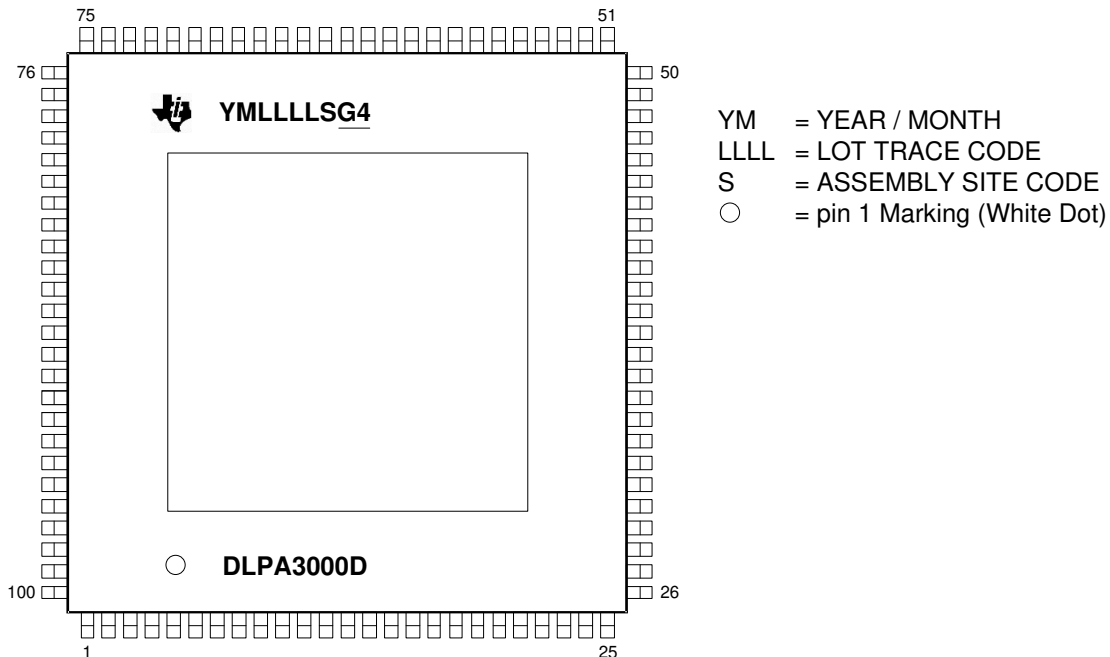 75 51
76 50
YMLLLLSG4
YM = YEAR / MONTH
LLLL = LOT TRACE CODE
S = ASSEMBLY SITE CODE
○ = pin 1 Marking (White Dot)
DLPA3000D
100 26
1 25